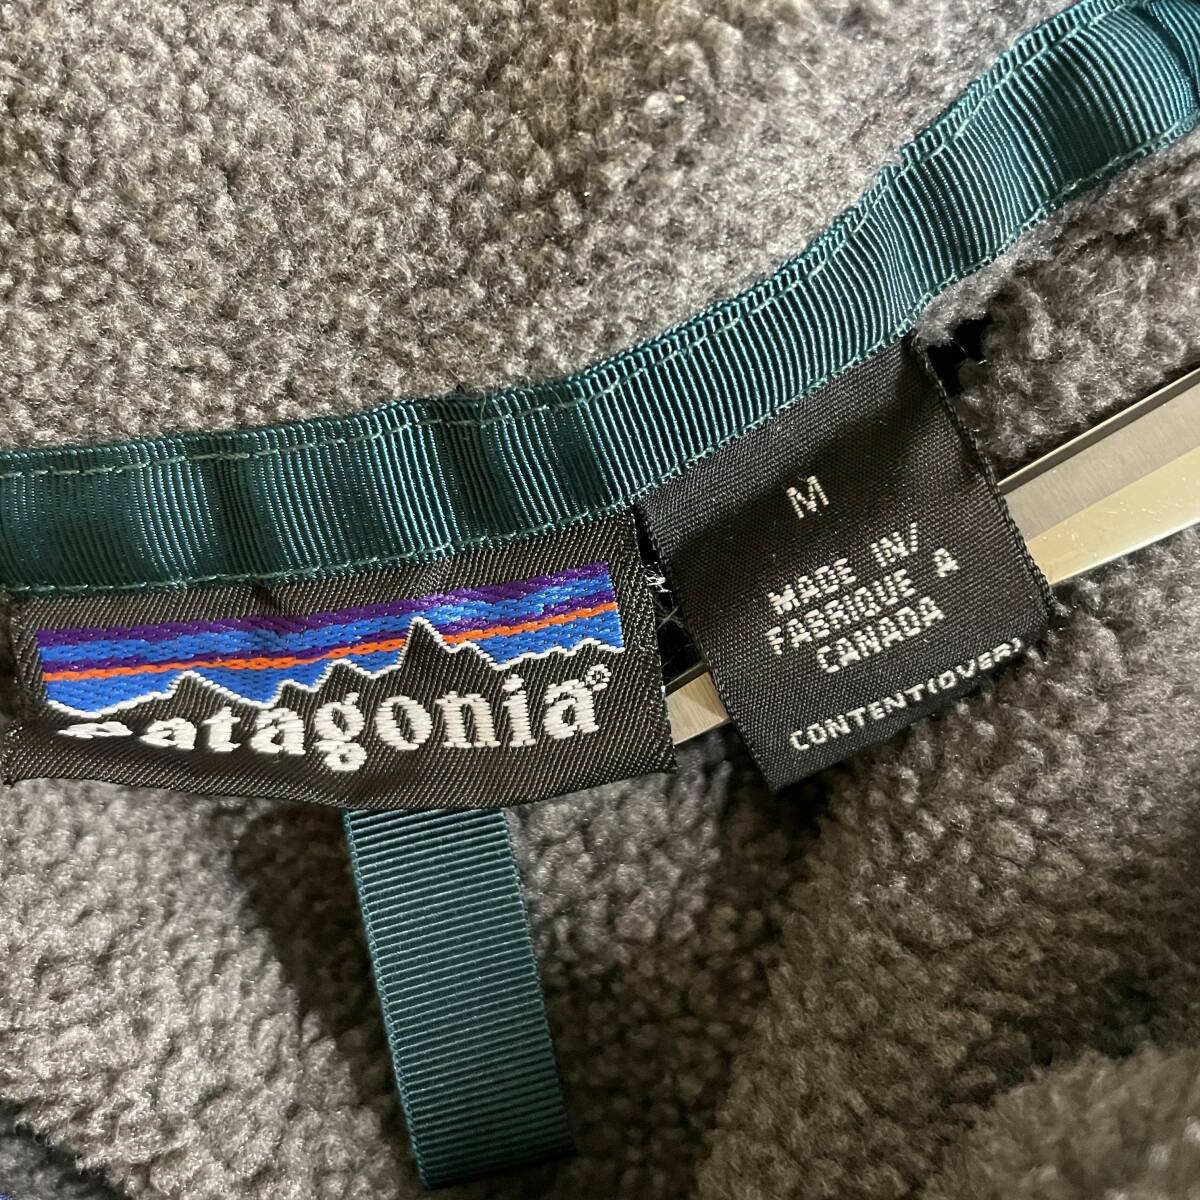 patagonia®
M
MADE IN/
FABRIQUE A
CANADA
CONTENT(OVER)